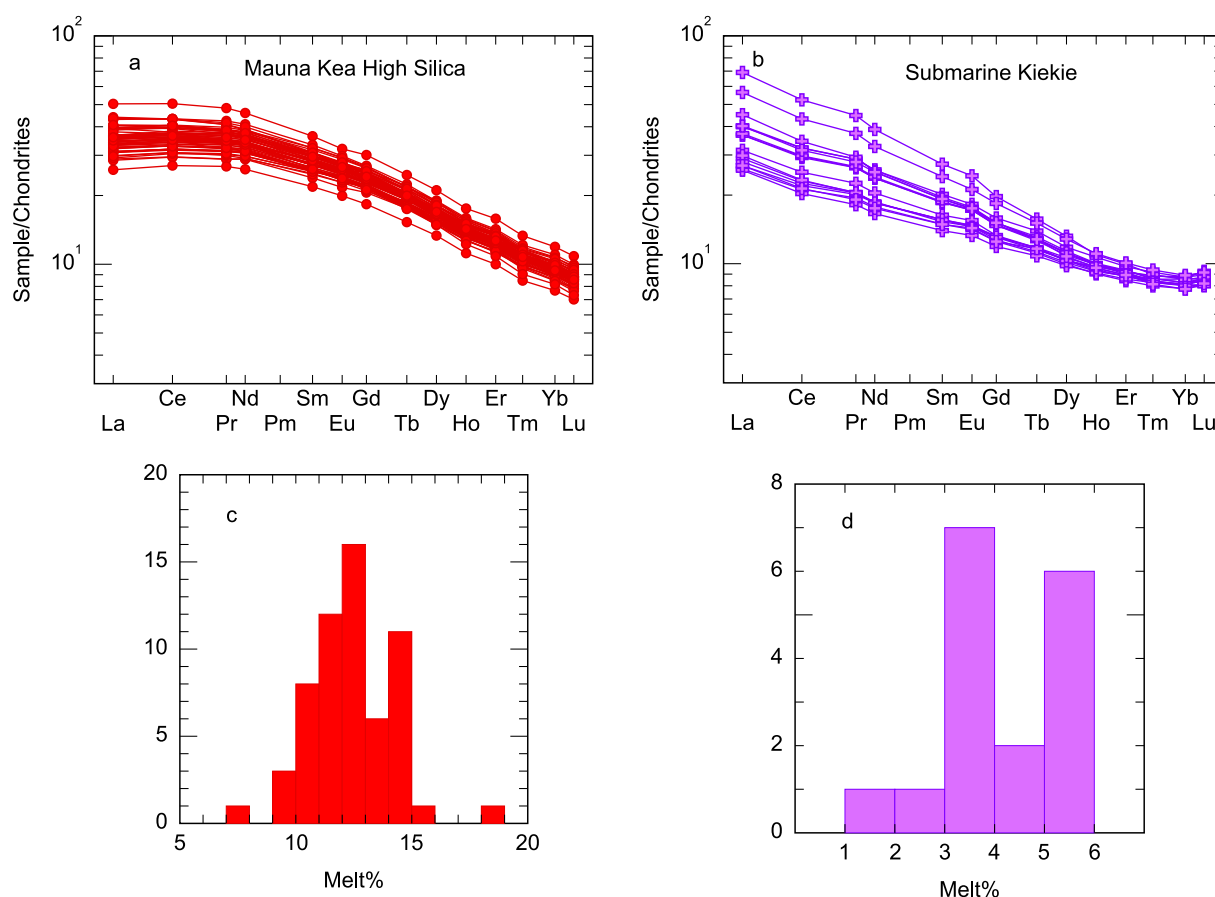 10²
a
Mauna Kea High Silica
Sample/Chondrites
10¹
Ce Nd Sm Gd Dy Er Yb
La Pr Pm Eu Tb Ho Tm Lu
10²
b
Submarine Kiekie
Sample/Chondrites
10¹
Ce Nd Sm Gd Dy Er Yb
La Pr Pm Eu Tb Ho Tm Lu
20
c
15
10
5
0
5 10 15 20
Melt%
8
d
6
4
2
0
1 2 3 4 5 6
Melt%